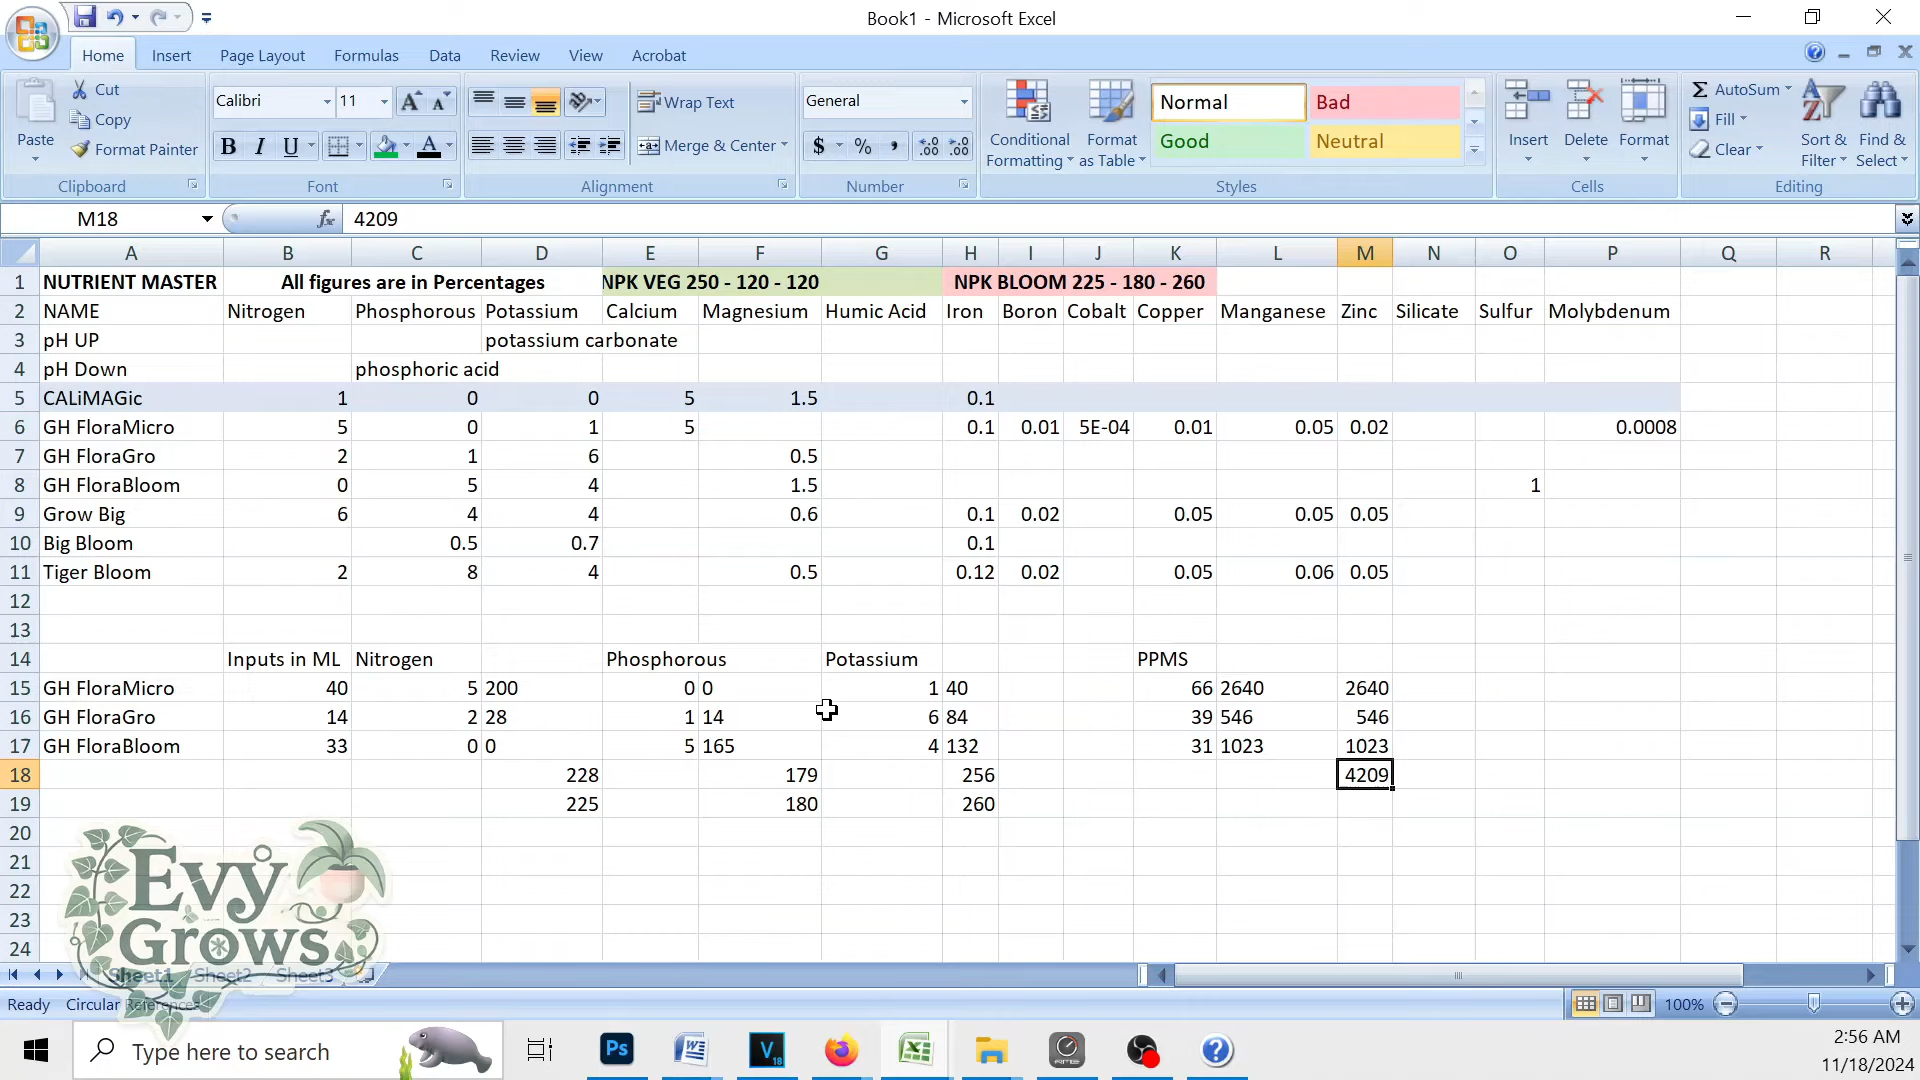 Book1 - Microsoft Excel
Home Insert Page Layout Formulas Data Review View Acrobat
Paste
Cut
Copy
Format Painter
Calibri 11
B I U
Wrap Text
Merge & Center
General
$ % ,
Conditional Formatting
Format as Table
Normal Bad
Good Neutral
Insert Delete Format
AutoSum
Fill
Clear
Sort & Filter
Find & Select
Clipboard Font Alignment Number Styles Cells Editing
M18 fx 4209
A B C D E F G H I J K L M N O P Q R
1 NUTRIENT MASTER All figures are in Percentages NPK VEG 250 - 120 - 120 NPK BLOOM 225 - 180 - 260
2 NAME Nitrogen Phosphorous Potassium Calcium Magnesium Humic Acid Iron Boron Cobalt Copper Manganese Zinc Silicate Sulfur Molybdenum
3 pH UP potassium carbonate
4 pH Down phosphoric acid
5 CALiMAGic 1 0 0 5 1.5 0.1
6 GH FloraMicro 5 0 1 5 0.1 0.01 5E-04 0.01 0.05 0.02 0.0008
7 GH FloraGro 2 1 6 0.5
8 GH FloraBloom 0 5 4 1.5 1
9 Grow Big 6 4 4 0.6 0.1 0.02 0.05 0.05 0.05
10 Big Bloom 0.5 0.7 0.1
11 Tiger Bloom 2 8 4 0.5 0.12 0.02 0.05 0.06 0.05
12
13
14 Inputs in ML Nitrogen Phosphorous Potassium PPMS
15 GH FloraMicro 40 5 200 0 0 1 40 66 2640 2640
16 GH FloraGro 14 2 28 1 14 6 84 39 546 546
17 GH FloraBloom 33 0 0 5 165 4 132 31 1023 1023
18 228 179 256 4209
19 225 180 260
20
21
22
23
24
Evy
Grows
Sheet1 Sheet2 Sheet3
Ready Circular References 100%
Type here to search
Ps
V
18
2:56 AM
11/18/2024